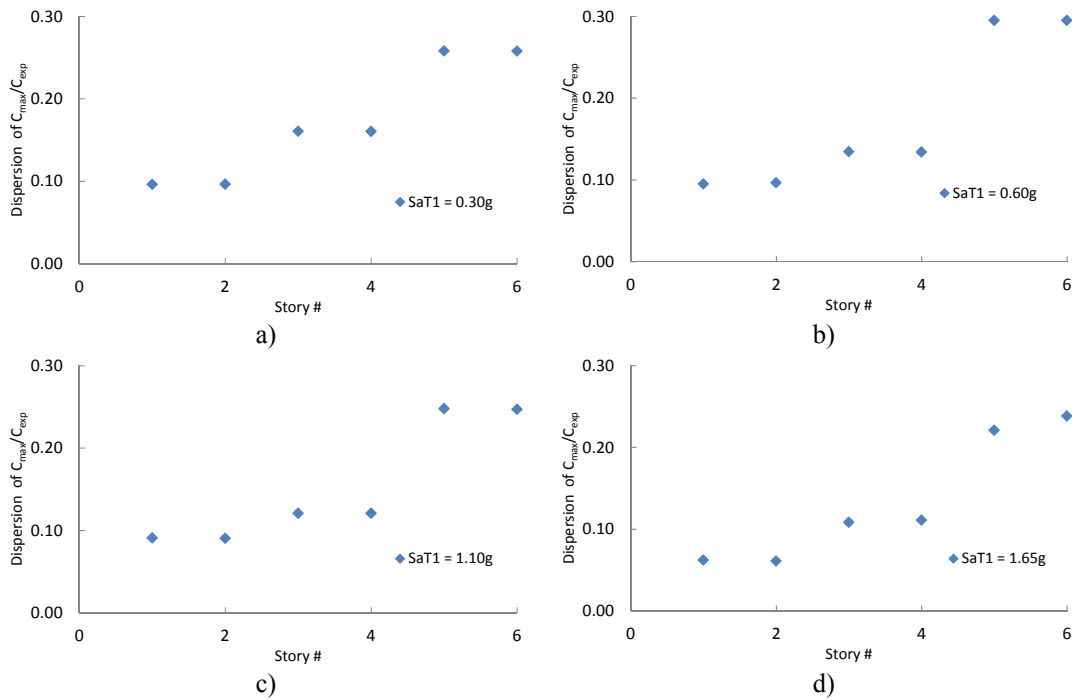 0.30
0.20
0.10
0.00
Dispersion of Cmax/Cexp
SaT1 = 0.30g
0 2 4 6
Story #
a)
0.30
0.20
0.10
0.00
Dispersion of Cmax/Cexp
SaT1 = 0.60g
0 2 4 6
Story #
b)
0.30
0.20
0.10
0.00
Dispersion of Cmax/Cexp
SaT1 = 1.10g
0 2 4 6
Story #
c)
0.30
0.20
0.10
0.00
Dispersion of Cmax/Cexp
SaT1 = 1.65g
0 2 4 6
Story #
d)